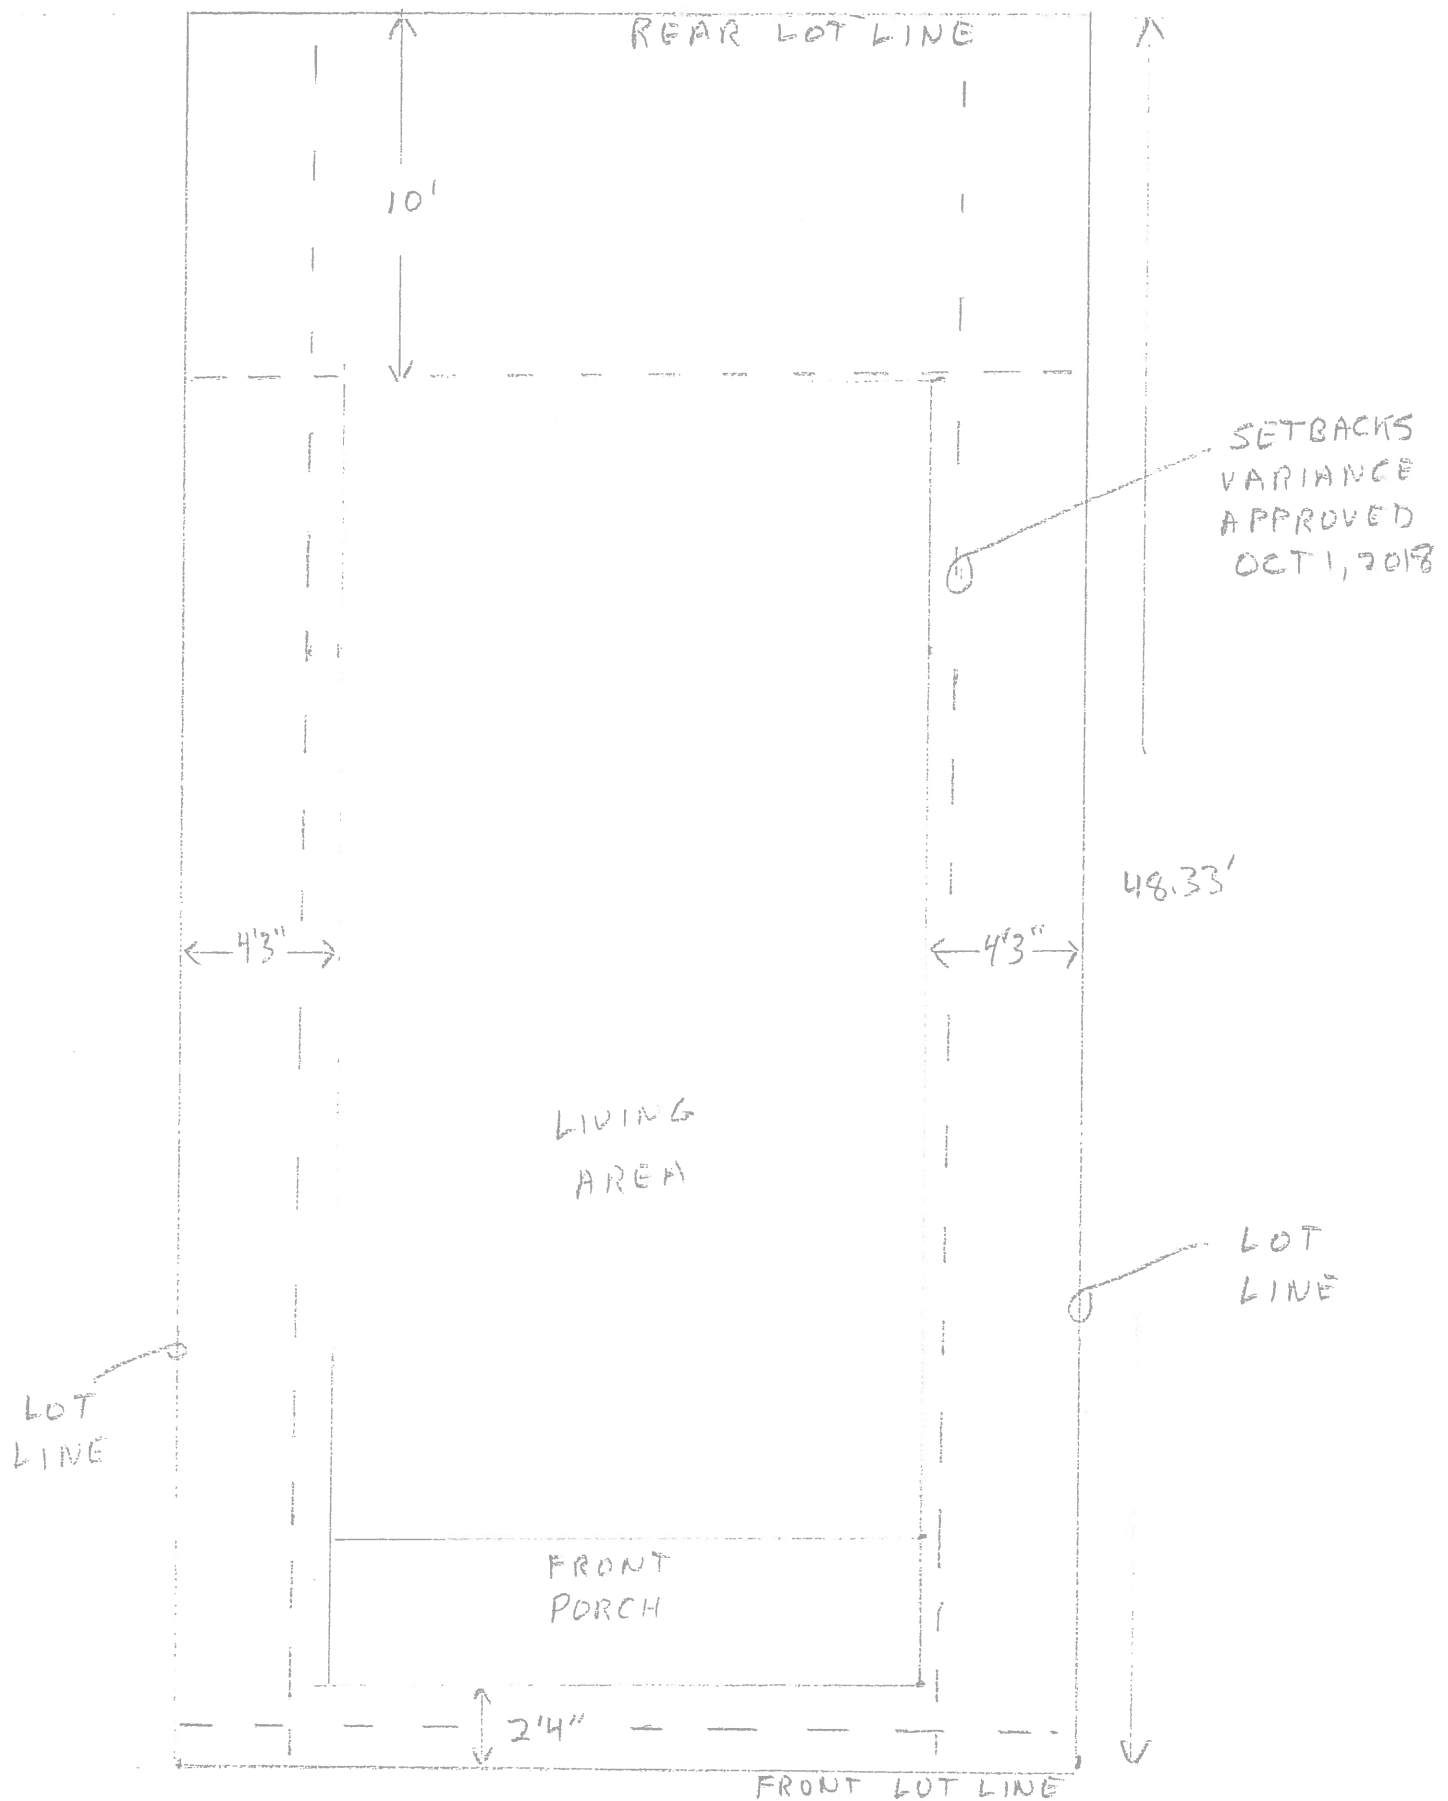 REAR LOT LINE
10'
SETBACKS
VARIANCE
APPROVED
OCT 1, 2018
48.33'
4'3"
4'3"
LIVING
AREA
LOT
LINE
LOT
LINE
FRONT
PORCH
2'4"
FRONT LOT LINE